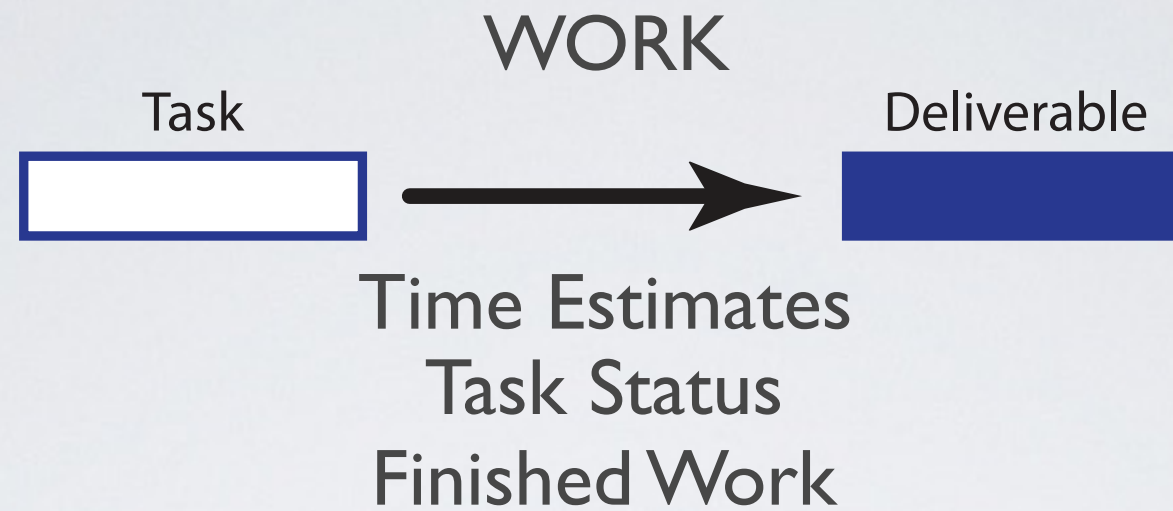 WORK
Task
Deliverable
Time Estimates
Task Status
Finished Work